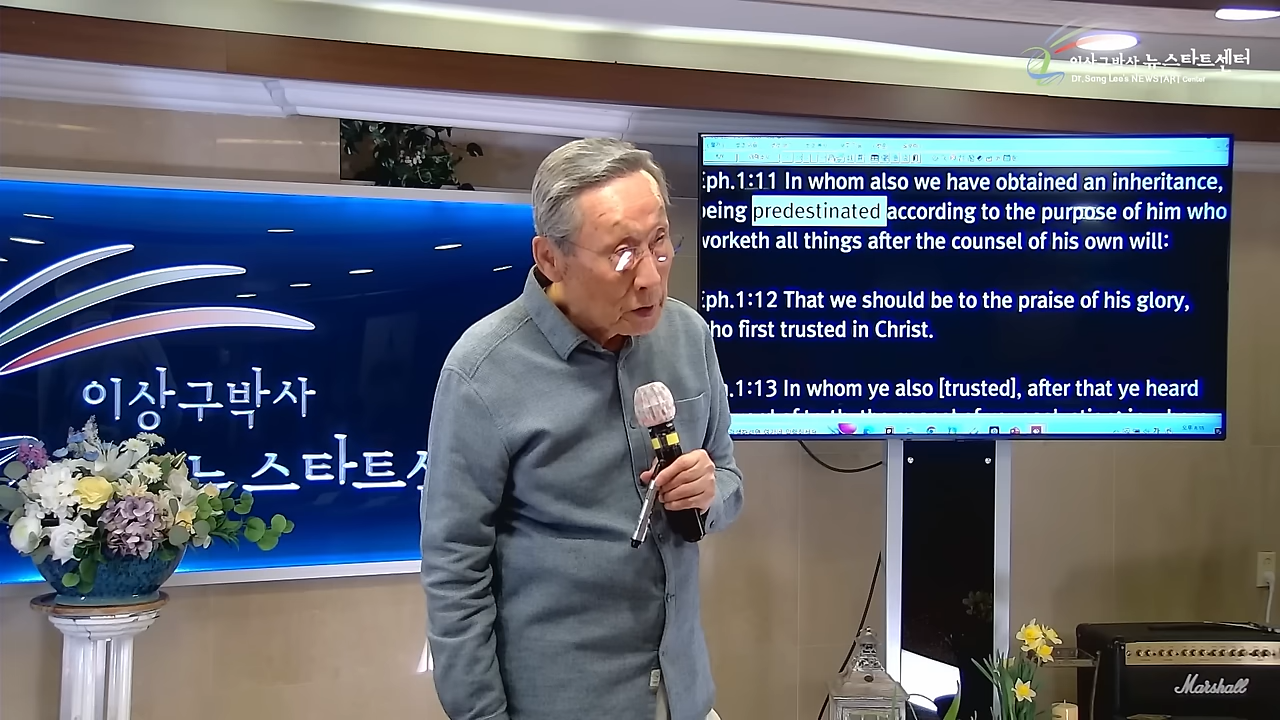 이상구박사 뉴스타트센터
Dr.Sang Lee's NEWSTART Center
Eph.1:11 In whom also we have obtained an inheritance,
being predestinated according to the purpose of him who
worketh all things after the counsel of his own will:
Eph.1:12 That we should be to the praise of his glory,
who first trusted in Christ.
.1:13 In whom ye also [trusted], after that ye heard
이상구박사
뉴스타트
Marshall